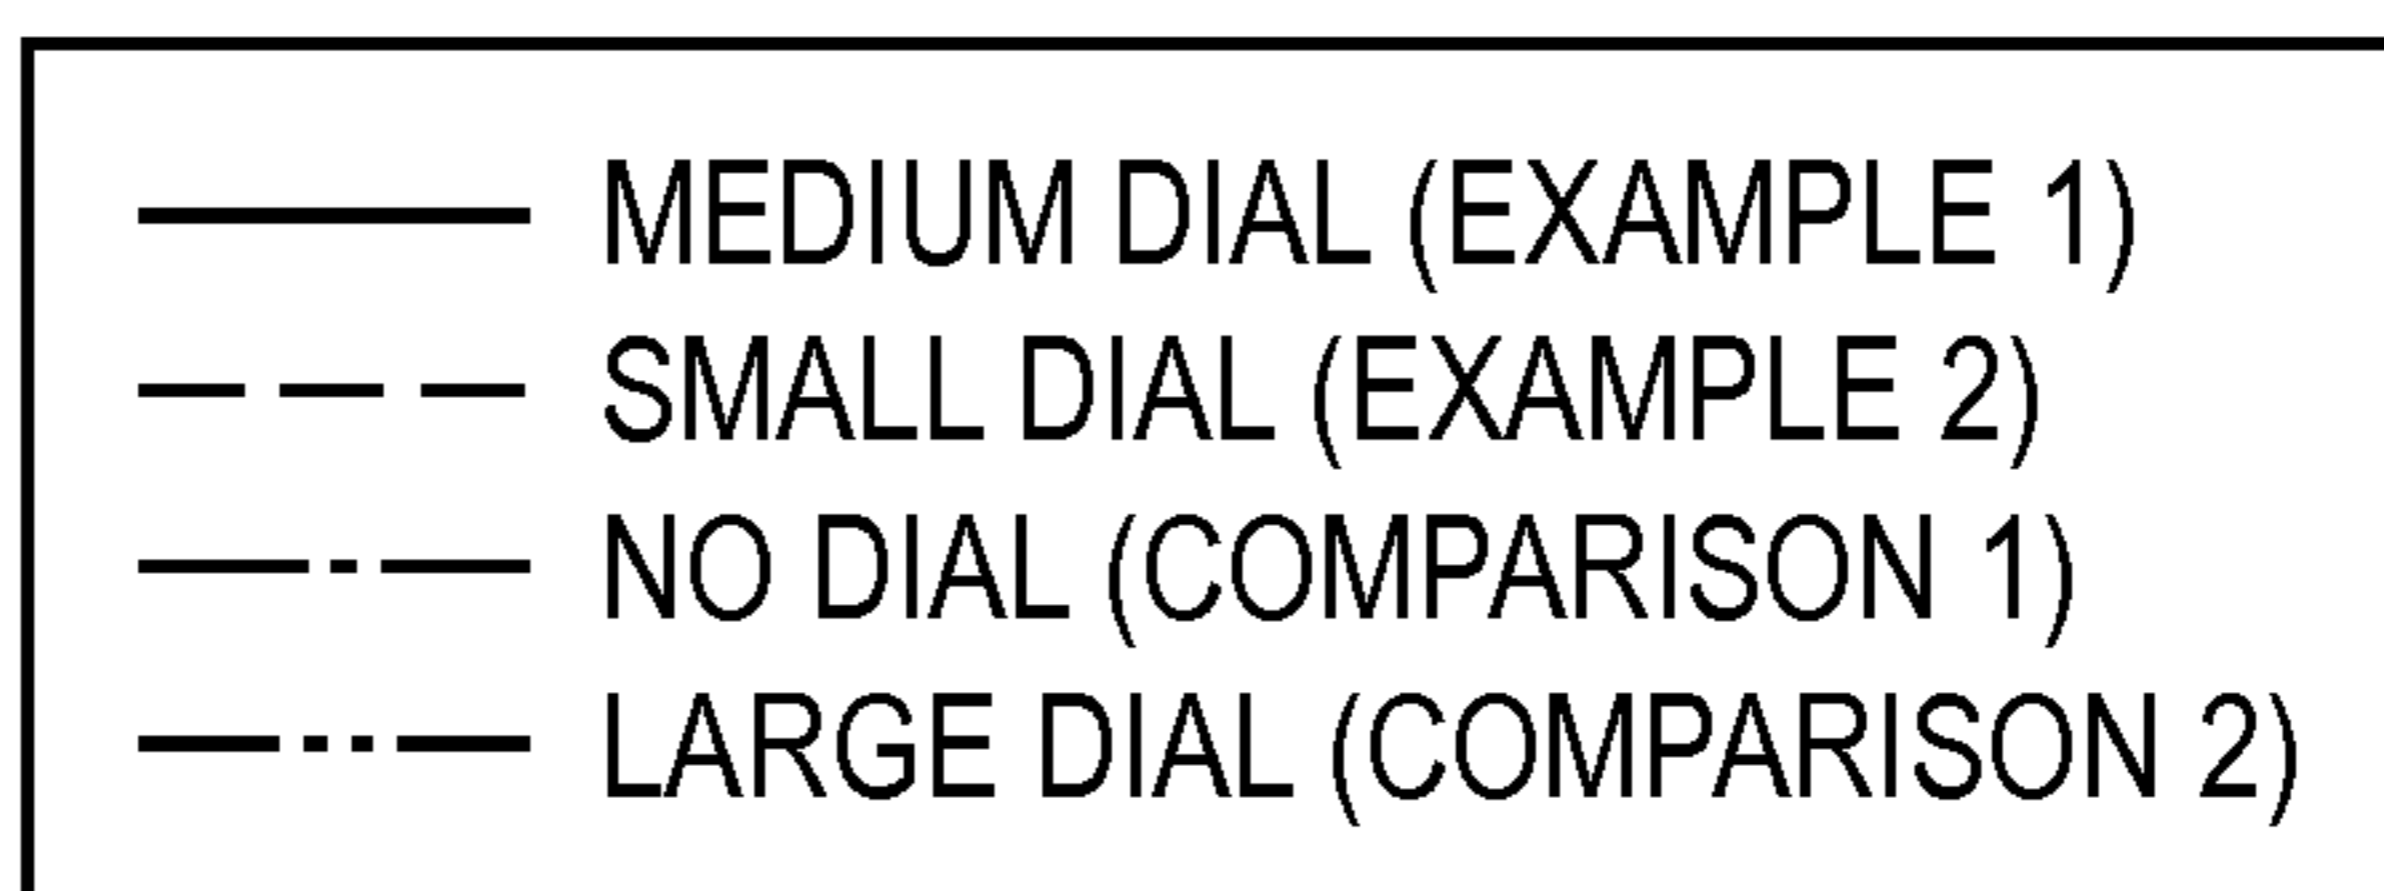 MEDIUM DIAL (EXAMPLE 1)
SMALL DIAL (EXAMPLE 2)
NO DIAL (COMPARISON 1)
LARGE DIAL (COMPARISON 2)